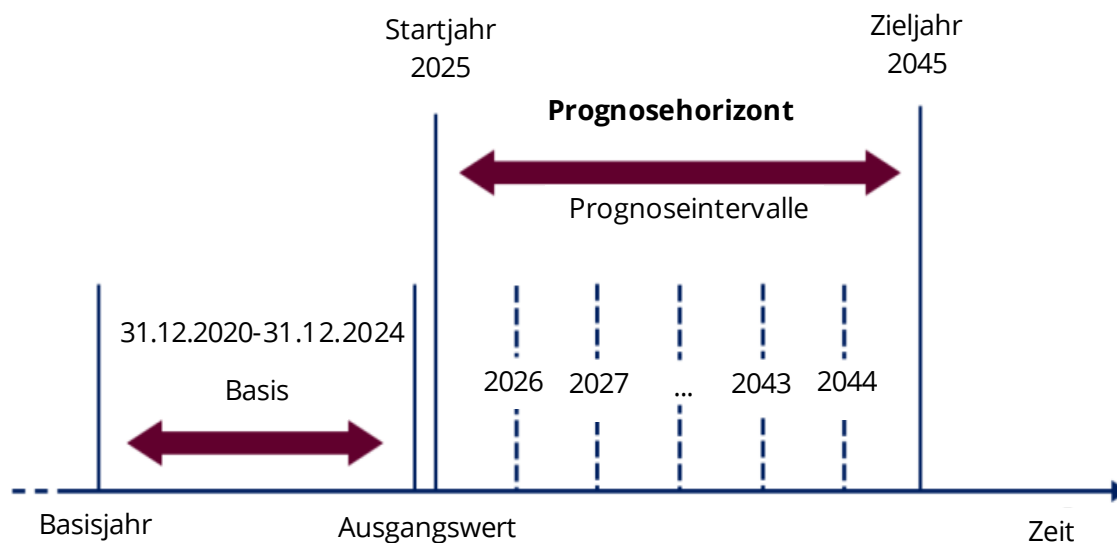 Startjahr
2025
Zieljahr
2045
Prognosehorizont
Prognoseintervalle
31.12.2020-31.12.2024
Basis
2026
2027
...
2043
2044
Basisjahr
Ausgangswert
Zeit